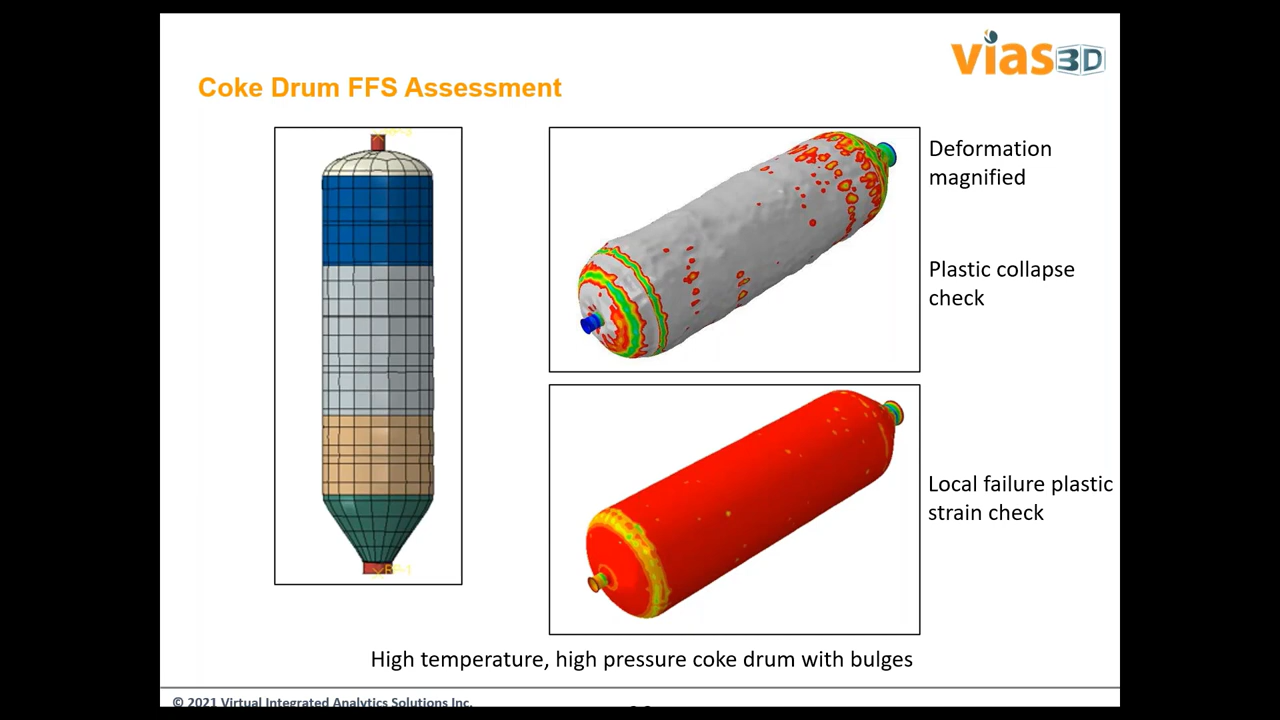 vias3D
Coke Drum FFS Assessment
Deformation
magnified
Plastic collapse
check
Local failure plastic
strain check
High temperature, high pressure coke drum with bulges
© 2021 Virtual Integrated Analytics Solutions Inc.